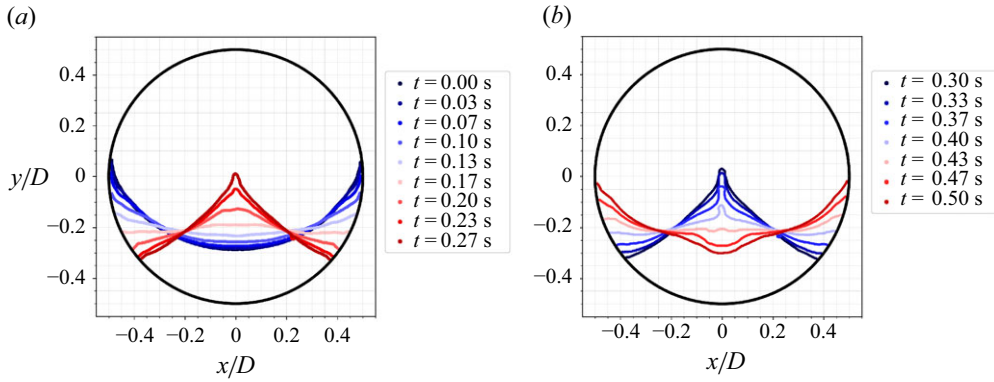 (a)
0.4
0.2
y/D
0
−0.2
−0.4
−0.4
−0.2
0
0.2
0.4
x/D
t = 0.00 s
t = 0.03 s
t = 0.07 s
t = 0.10 s
t = 0.13 s
t = 0.17 s
t = 0.20 s
t = 0.23 s
t = 0.27 s
(b)
0.4
0.2
0
−0.2
−0.4
−0.4
−0.2
0
0.2
0.4
x/D
t = 0.30 s
t = 0.33 s
t = 0.37 s
t = 0.40 s
t = 0.43 s
t = 0.47 s
t = 0.50 s